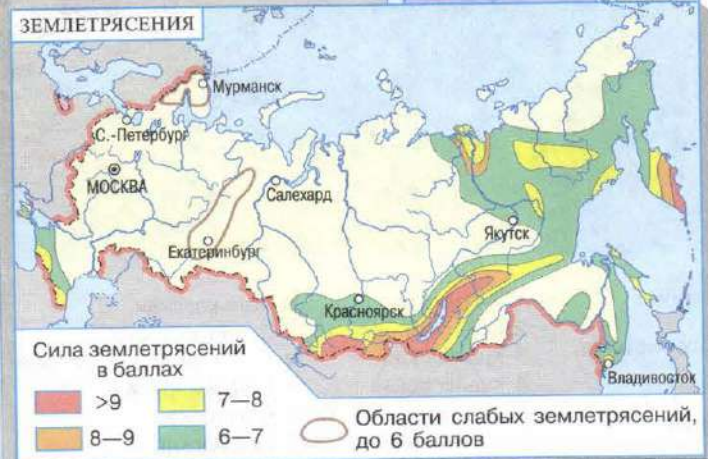 ЗЕМЛЕТРЯСЕНИЯ
Мурманск
С.-Петербург
МОСКВА
Салехард
Екатеринбург
Якутск
Красноярск
Владивосток
Сила землетрясений
в баллах
>9
7—8
8—9
6—7
Области слабых землетрясений,
до 6 баллов